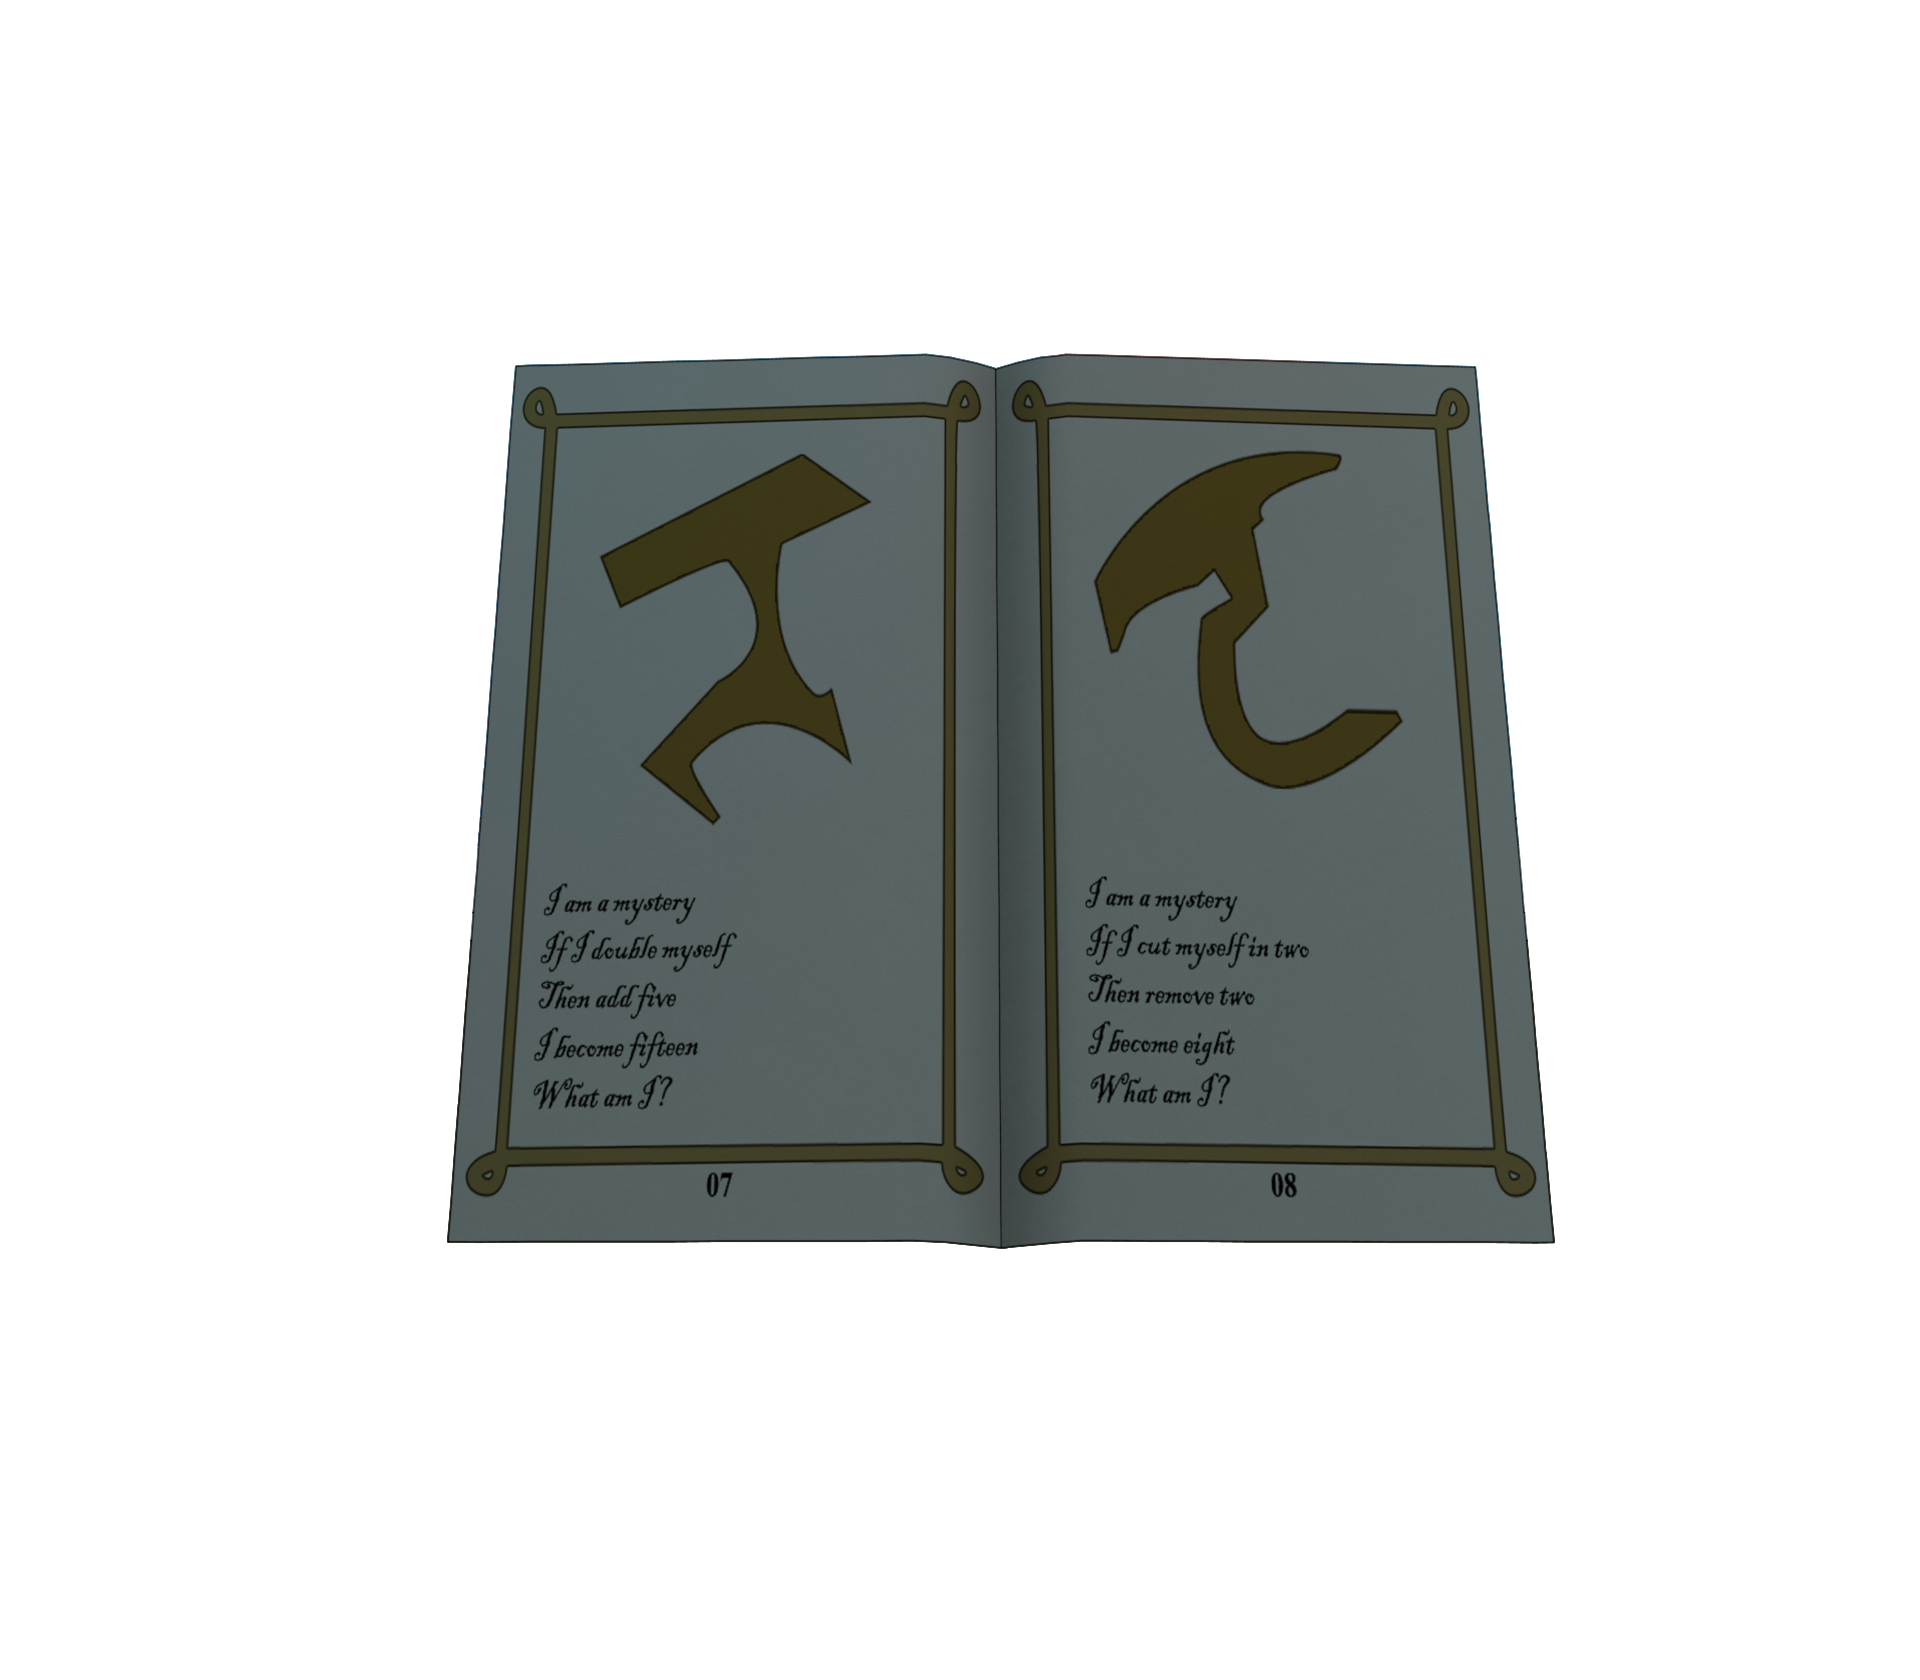 I am a mystery
If I double myself
Then add five
I become fifteen
What am I?
07
I am a mystery
If I cut myself in two
Then remove two
I become eight
What am I?
08